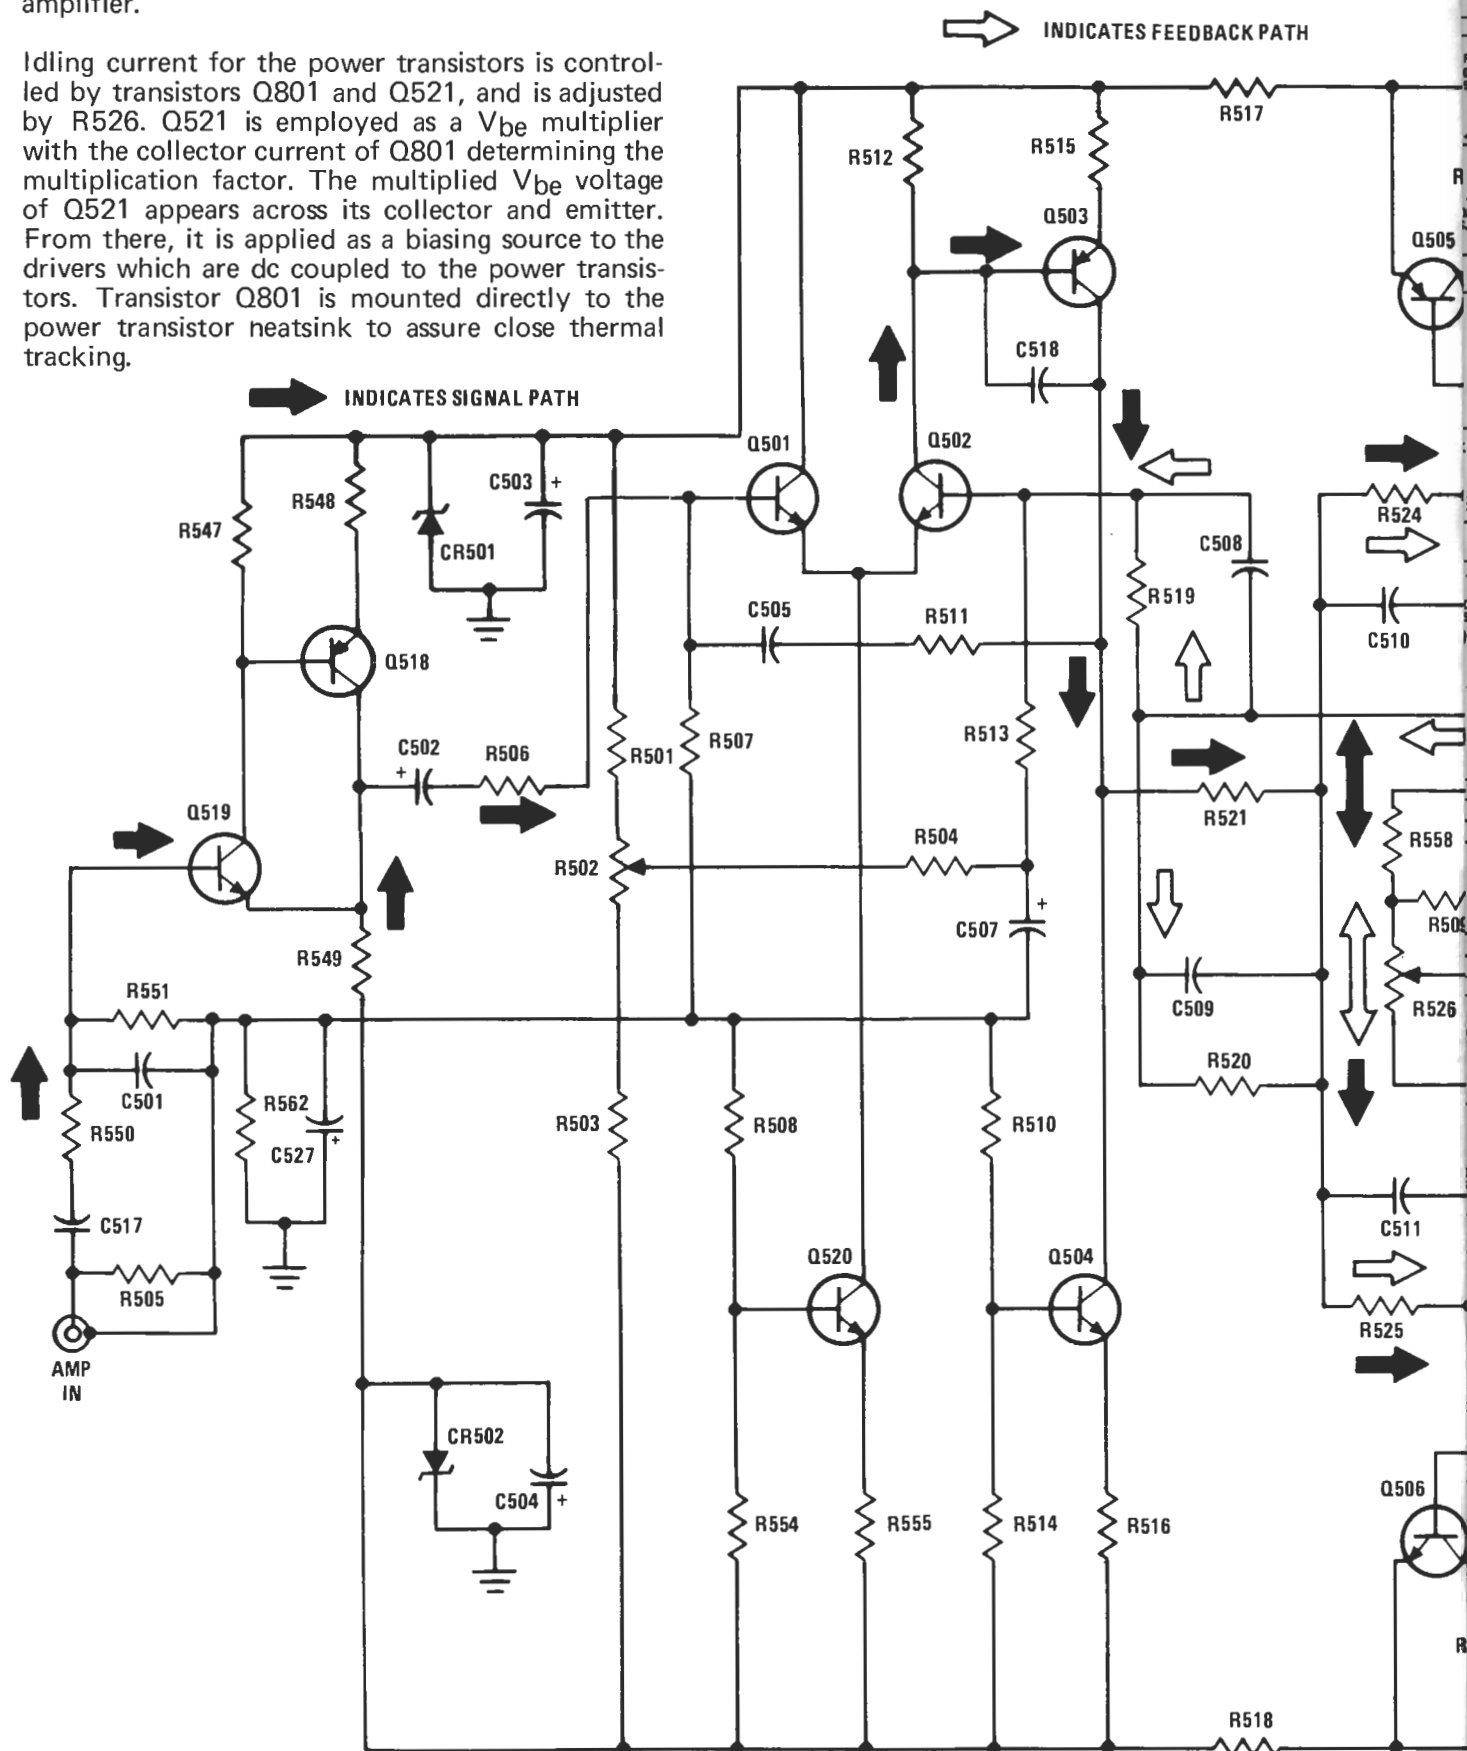 amplifier.
Idling current for the power transistors is control-
led by transistors Q801 and Q521, and is adjusted
by R526. Q521 is employed as a Vbe multiplier
with the collector current of Q801 determining the
multiplication factor. The multiplied Vbe voltage
of Q521 appears across its collector and emitter.
From there, it is applied as a biasing source to the
drivers which are dc coupled to the power transis-
tors. Transistor Q801 is mounted directly to the
power transistor heatsink to assure close thermal
tracking.
INDICATES FEEDBACK PATH
INDICATES SIGNAL PATH
R517
R512
R515
Q503
Q505
C518
Q501
Q502
C503 +
R548
R547
CR501
R524
C508
R519
C505
R511
C510
Q518
C502
+
R506
R501
R507
R513
R521
Q519
R502
R504
R558
+
C507
R549
R551
C509
R526
C501
R550
R562
C527
+
R503
R508
R510
R520
C517
C511
R505
Q520
Q504
R525
AMP
IN
CR502
C504 +
R554
R555
R514
R516
Q506
R518